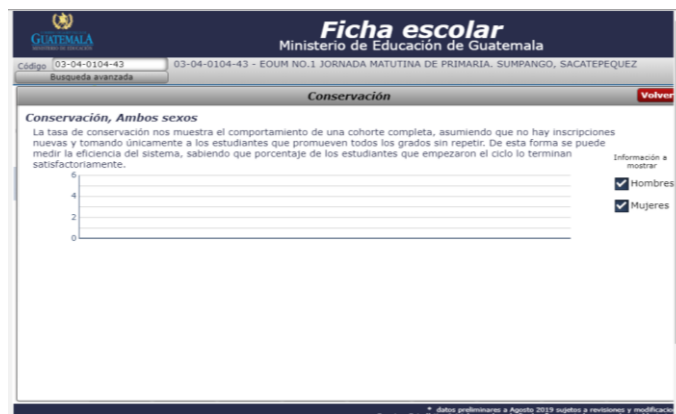 GUATEMALA
MINISTERIO DE EDUCACIÓN
Ficha escolar
Ministerio de Educación de Guatemala
Código 03-04-0104-43 03-04-0104-43 - EOUM NO.1 JORNADA MATUTINA DE PRIMARIA. SUMPANGO, SACATEPEQUEZ
Busqueda avanzada
Conservación Volver
Conservación, Ambos sexos
La tasa de conservación nos muestra el comportamiento de una cohorte completa, asumiendo que no hay inscripciones
nuevas y tomando únicamente a los estudiantes que promueven todos los grados sin repetir. De esta forma se puede
medir la eficiencia del sistema, sabiendo que porcentaje de los estudiantes que empezaron el ciclo lo terminan
satisfactoriamente.
Información a
mostrar
Hombres
Mujeres
6
4
2
0
* datos preliminares a Agosto 2019 sujetos a revisiones y modificacio